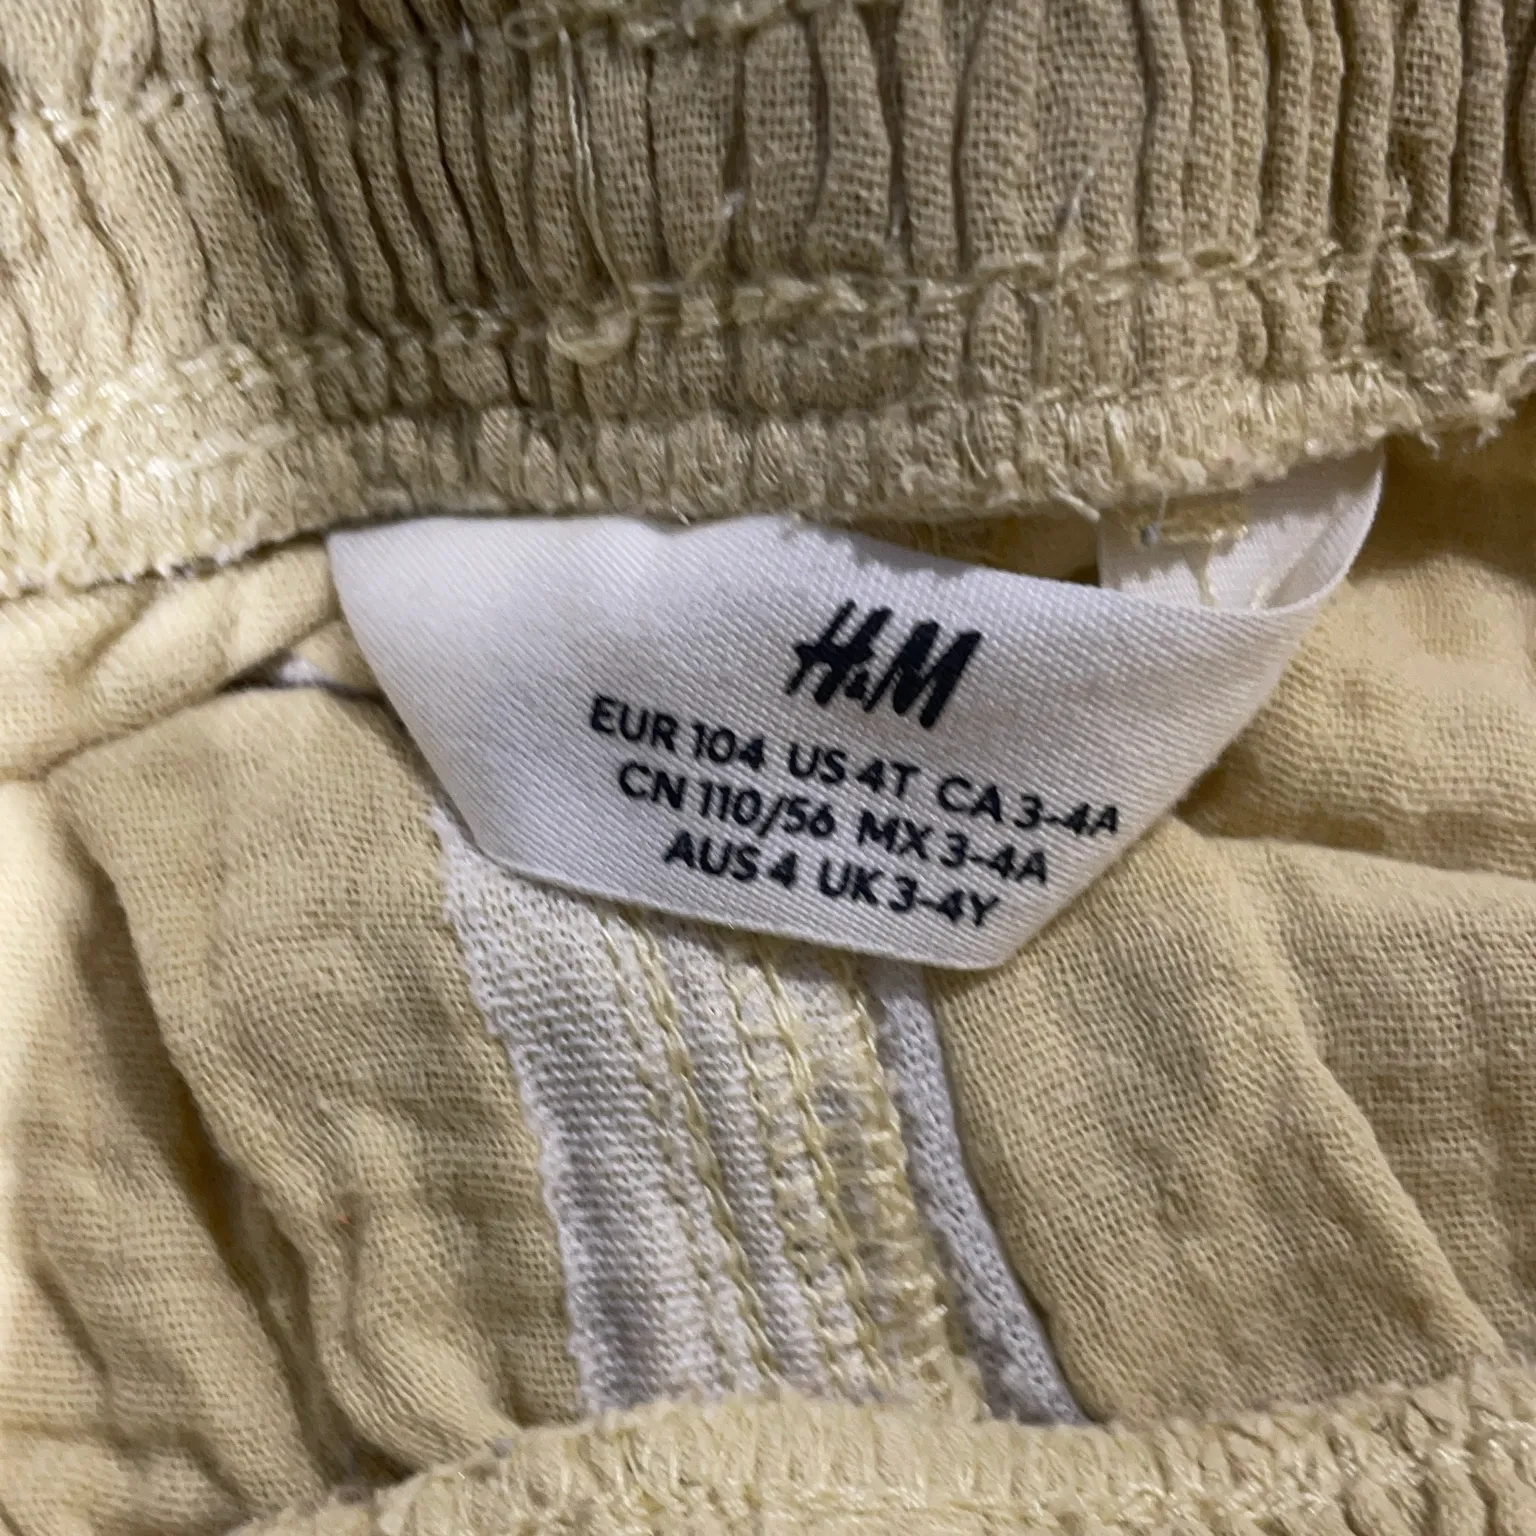 H&M
EUR 104 US 4T CA 3-4A
CN 110/56 MX 3-4A
AUS 4 UK 3-4Y